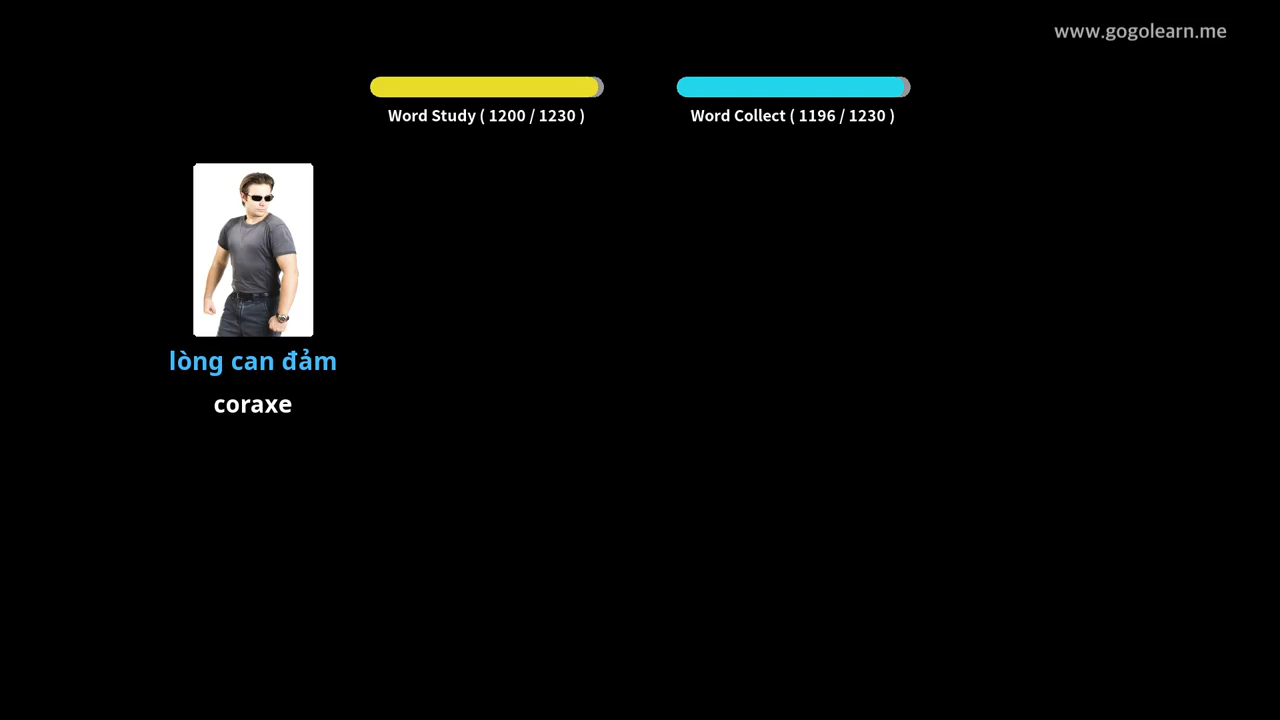 www.gogolearn.me
Word Study ( 1200 / 1230 )
Word Collect ( 1196 / 1230 )
lòng can đảm
coraxe